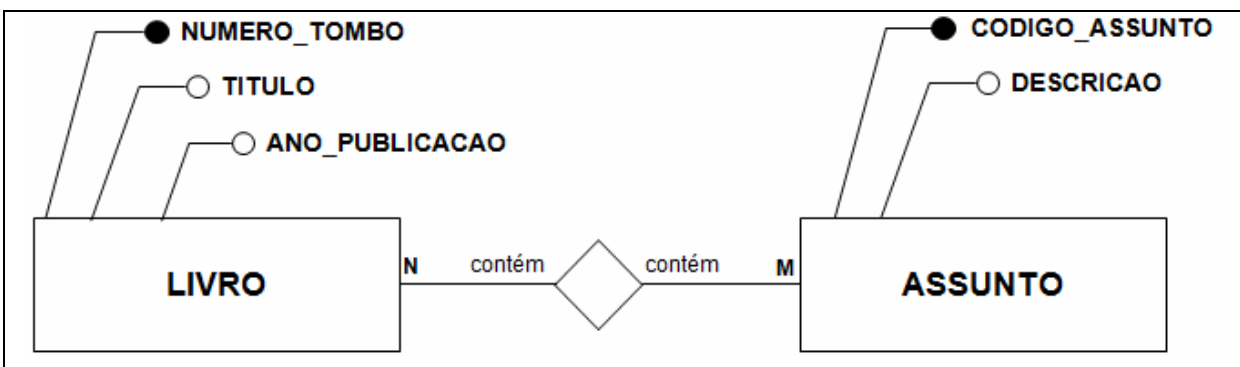 NUMERO_TOMBO
TITULO
ANO_PUBLICACAO
CODIGO_ASSUNTO
DESCRICAO
LIVRO
N contém contém M
ASSUNTO